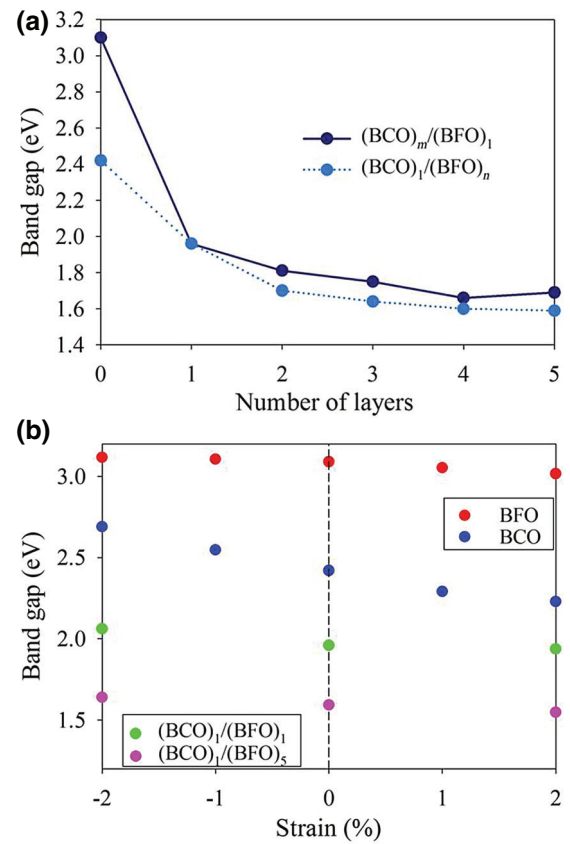 (a)
3.2
3.0
2.8
2.6
2.4
2.2
2.0
1.8
1.6
1.4
Band gap (eV)
(BCO)m/(BFO)1
(BCO)1/(BFO)n
0 1 2 3 4 5
Number of layers
(b)
3.0
2.5
2.0
1.5
Band gap (eV)
BFO
BCO
(BCO)1/(BFO)1
(BCO)1/(BFO)5
-2 -1 0 1 2
Strain (%)